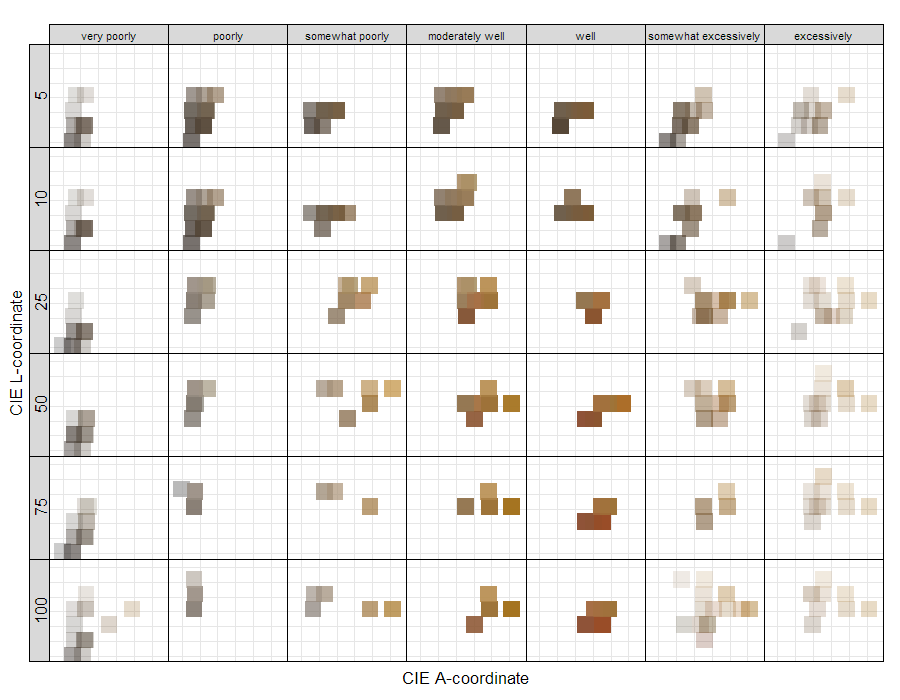 very poorly poorly somewhat poorly moderately well well somewhat excessively excessively
5
10
25
50
75
100
CIE L-coordinate
CIE A-coordinate